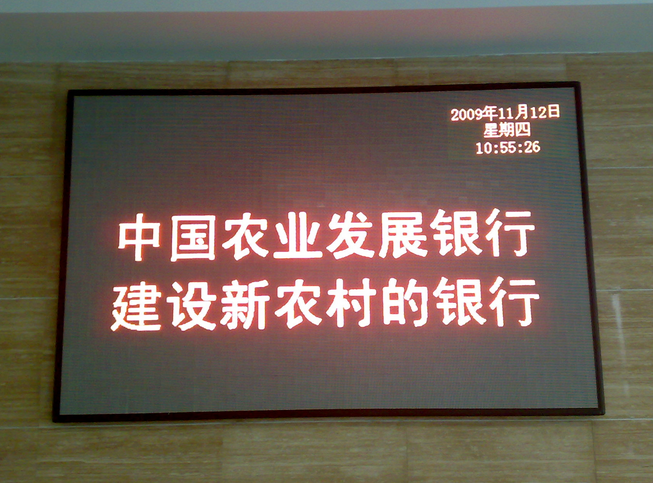 2009年11月12日
星期四
10:55:26
中国农业发展银行
建设新农村的银行